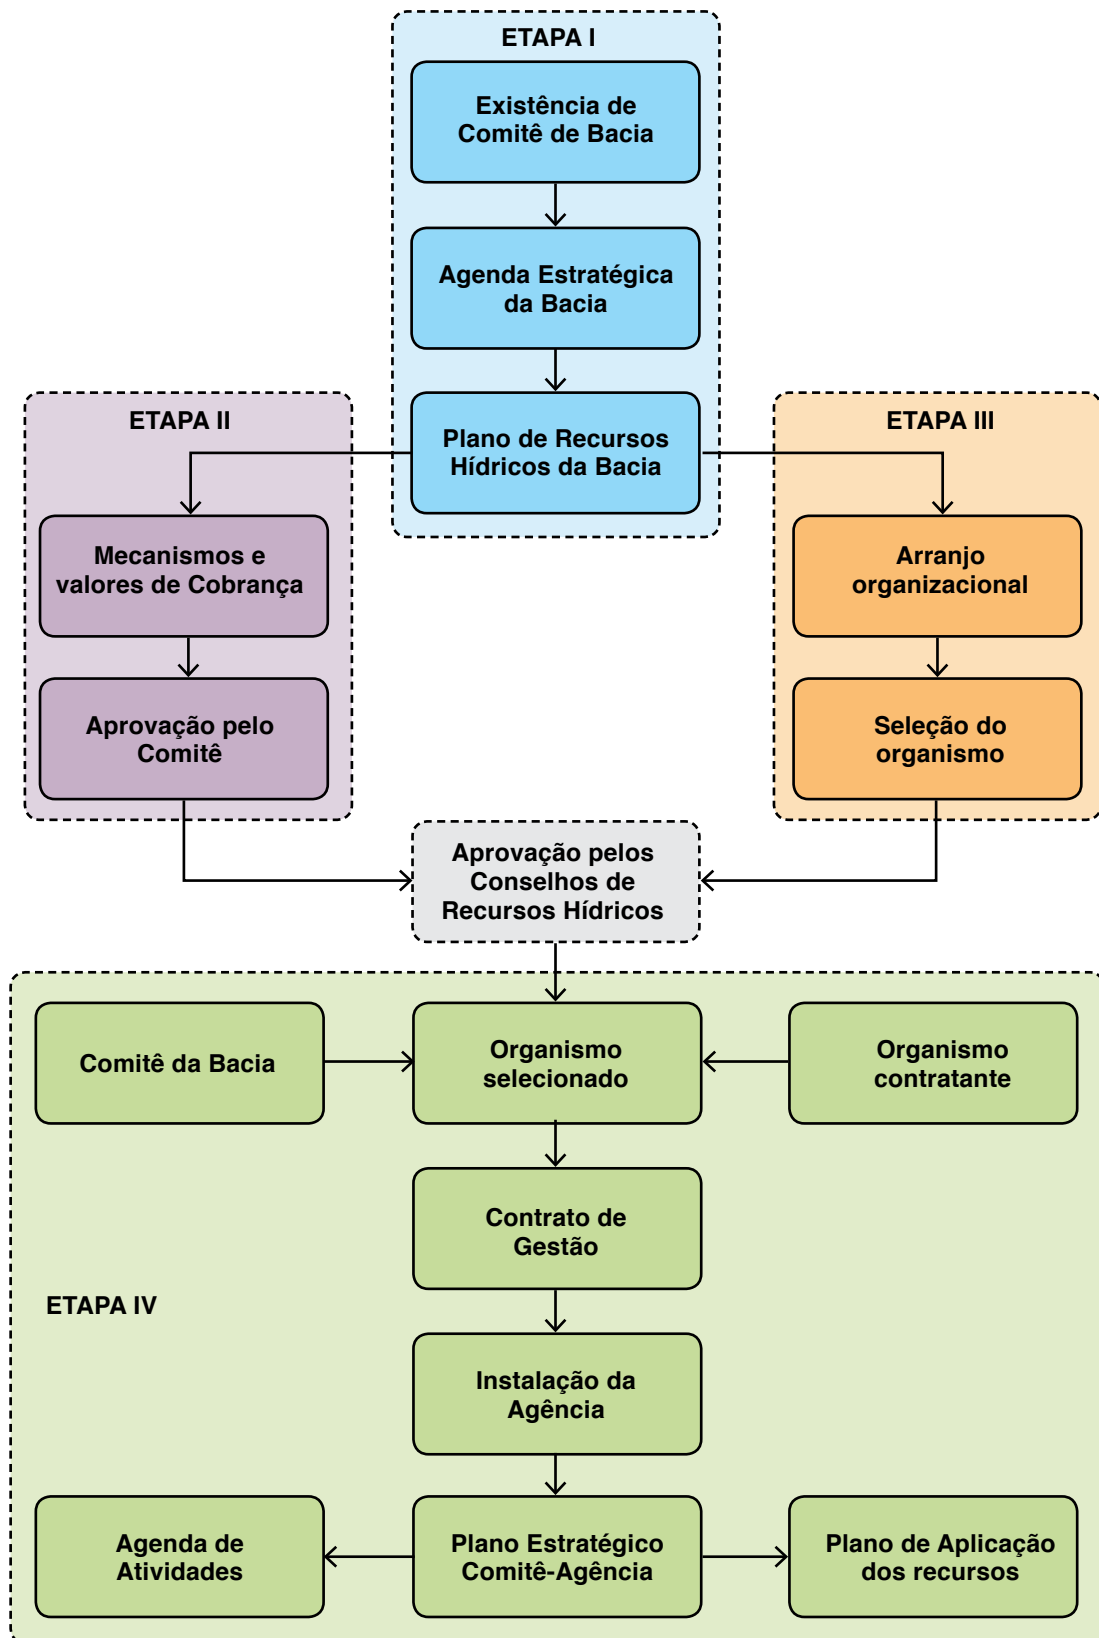 ETAPA I
Existência de
Comitê de Bacia
Agenda Estratégica
da Bacia
Plano de Recursos
Hídricos da Bacia
ETAPA II
Mecanismos e
valores de Cobrança
Aprovação pelo
Comitê
ETAPA III
Arranjo
organizacional
Seleção do
organismo
Aprovação pelos
Conselhos de
Recursos Hídricos
Comitê da Bacia
Organismo
selecionado
Organismo
contratante
Contrato de
Gestão
ETAPA IV
Instalação da
Agência
Agenda de
Atividades
Plano Estratégico
Comitê-Agência
Plano de Aplicação
dos recursos